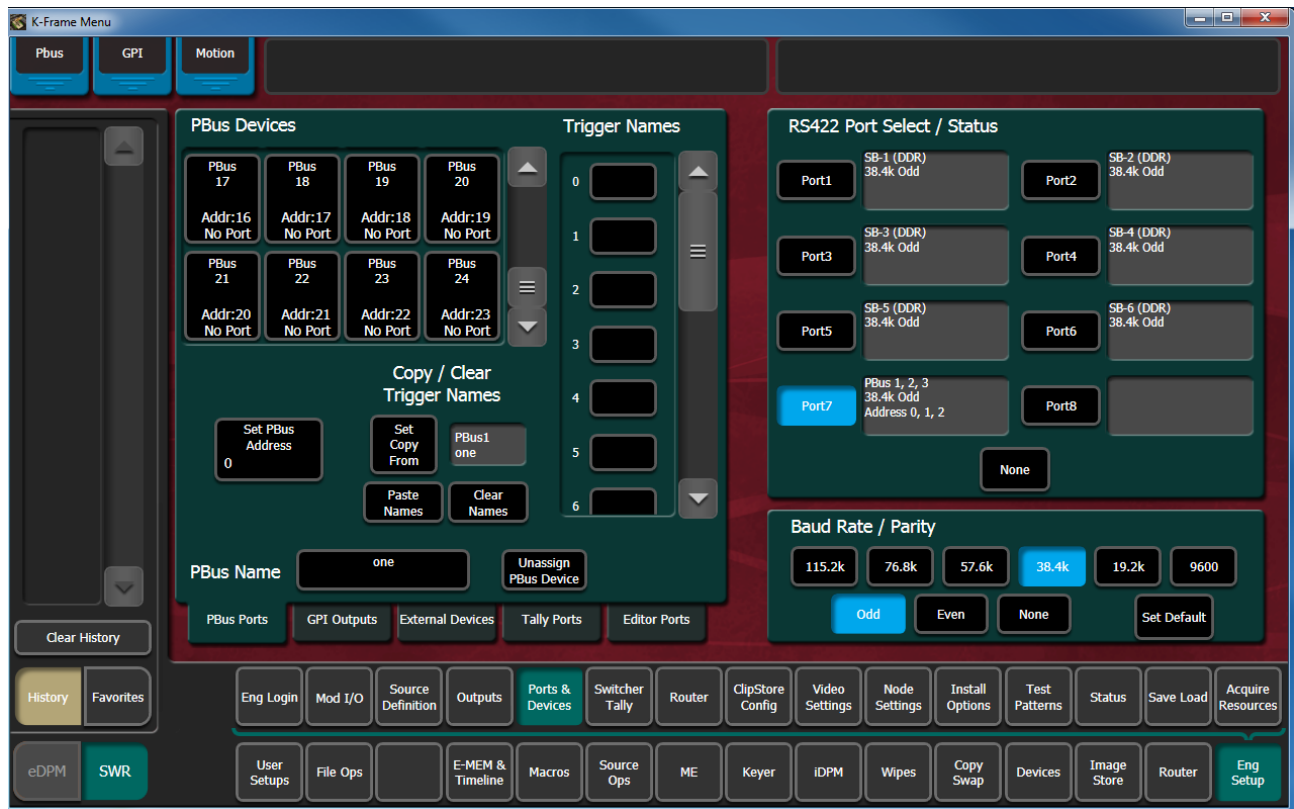 K-Frame Menu
Pbus
GPI
Motion
PBus Devices
Trigger Names
PBus
17
Addr:16
No Port
PBus
18
Addr:17
No Port
PBus
19
Addr:18
No Port
PBus
20
Addr:19
No Port
PBus
21
Addr:20
No Port
PBus
22
Addr:21
No Port
PBus
23
Addr:22
No Port
PBus
24
Addr:23
No Port
0
1
2
3
4
5
6
Copy / Clear
Trigger Names
Set PBus
Address
0
Set
Copy
From
PBus1
one
Paste
Names
Clear
Names
PBus Name
one
Unassign
PBus Device
PBus Ports
GPI Outputs
External Devices
Tally Ports
Editor Ports
RS422 Port Select / Status
Port1
SB-1 (DDR)
38.4k Odd
Port2
SB-2 (DDR)
38.4k Odd
Port3
SB-3 (DDR)
38.4k Odd
Port4
SB-4 (DDR)
38.4k Odd
Port5
SB-5 (DDR)
38.4k Odd
Port6
SB-6 (DDR)
38.4k Odd
Port7
PBus 1, 2, 3
38.4k Odd
Address 0, 1, 2
Port8
None
Baud Rate / Parity
115.2k
76.8k
57.6k
38.4k
19.2k
9600
Odd
Even
None
Set Default
Clear History
History
Favorites
Eng Login
Mod I/O
Source
Definition
Outputs
Ports &
Devices
Switcher
Tally
Router
ClipStore
Config
Video
Settings
Node
Settings
Install
Options
Test
Patterns
Status
Save Load
Acquire
Resources
eDPM
SWR
User
Setups
File Ops
E-MEM &
Timeline
Macros
Source
Ops
ME
Keyer
iDPM
Wipes
Copy
Swap
Devices
Image
Store
Router
Eng
Setup